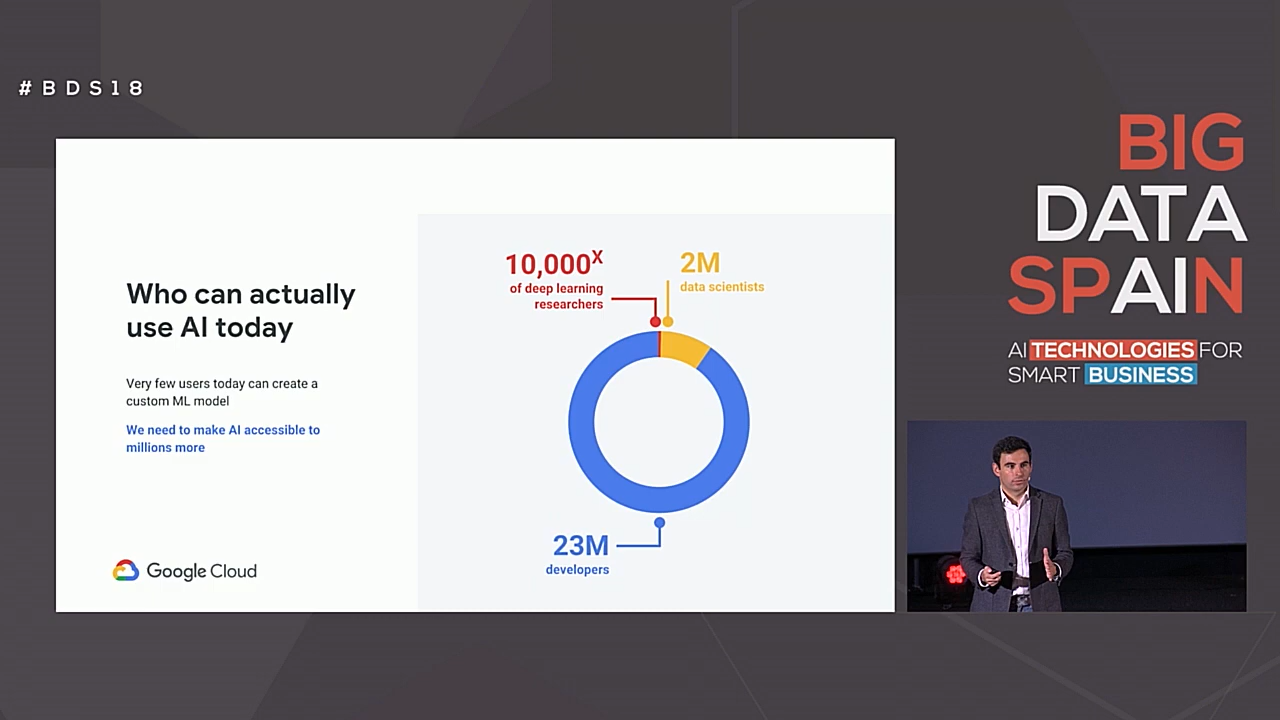 #BDS18
BIG
DATA
SPAIN
AI TECHNOLOGIES FOR
SMART BUSINESS
Who can actually
use AI today
Very few users today can create a
custom ML model
We need to make AI accessible to
millions more
Google Cloud
10,000X
of deep learning
researchers
2M
data scientists
23M
developers